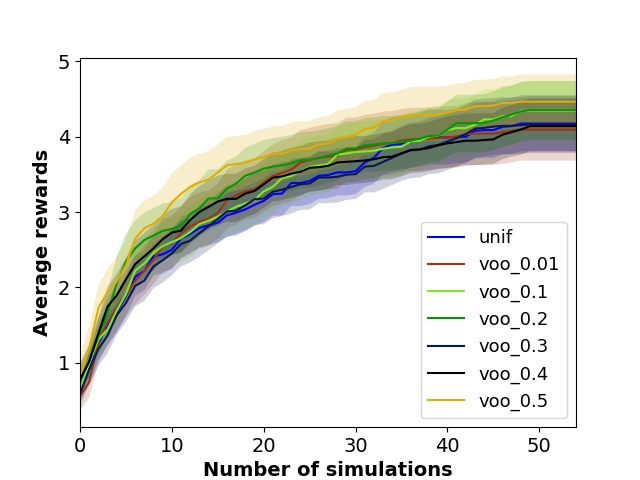 5
4
3
2
1
Average rewards
0
10
20
30
40
50
Number of simulations
unif
voo_0.01
voo_0.1
voo_0.2
voo_0.3
voo_0.4
voo_0.5